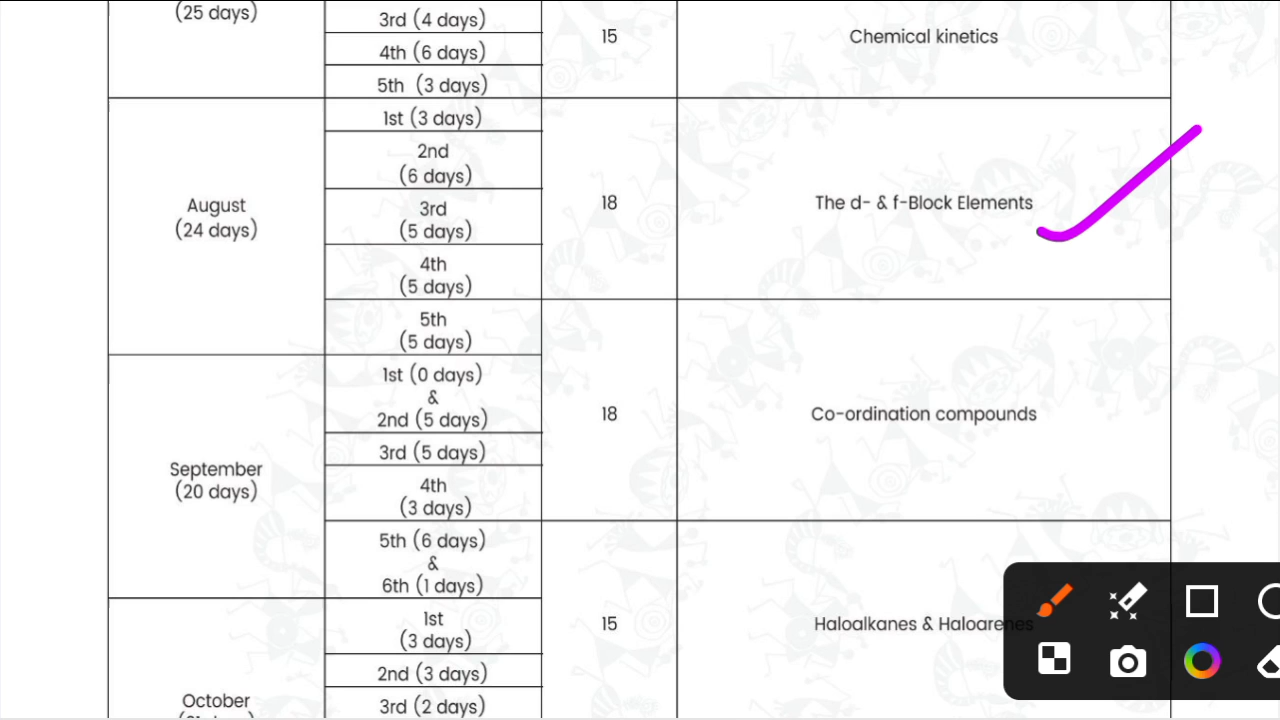 (25 days)
3rd (4 days)
4th (6 days)
5th (3 days)
15
Chemical kinetics
August
(24 days)
1st (3 days)
2nd
(6 days)
3rd
(5 days)
4th
(5 days)
18
The d- & f-Block Elements
5th
(5 days)
September
(20 days)
1st (0 days)
&
2nd (5 days)
3rd (5 days)
4th
(3 days)
18
Co-ordination compounds
5th (6 days)
&
6th (1 days)
October
1st
(3 days)
2nd (3 days)
3rd (2 days)
15
Haloalkanes & Haloarenes